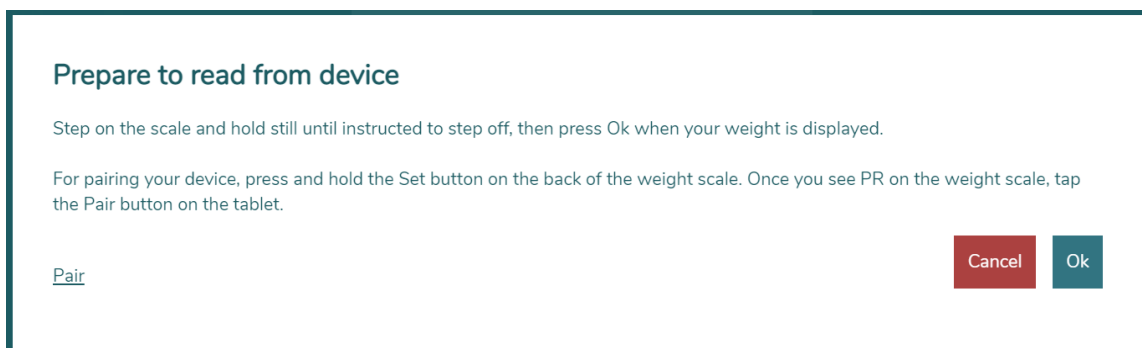 Prepare to read from device
Step on the scale and hold still until instructed to step off, then press Ok when your weight is displayed.
For pairing your device, press and hold the Set button on the back of the weight scale. Once you see PR on the weight scale, tap
the Pair button on the tablet.
Cancel Ok
Pair